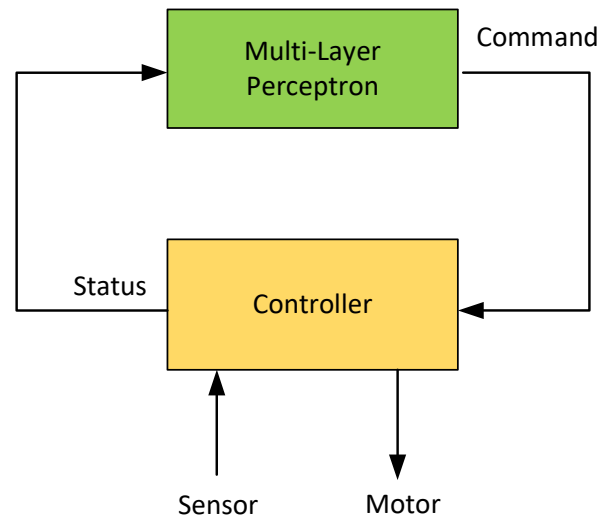 Multi-Layer
Perceptron
Command
Status
Controller
Sensor
Motor